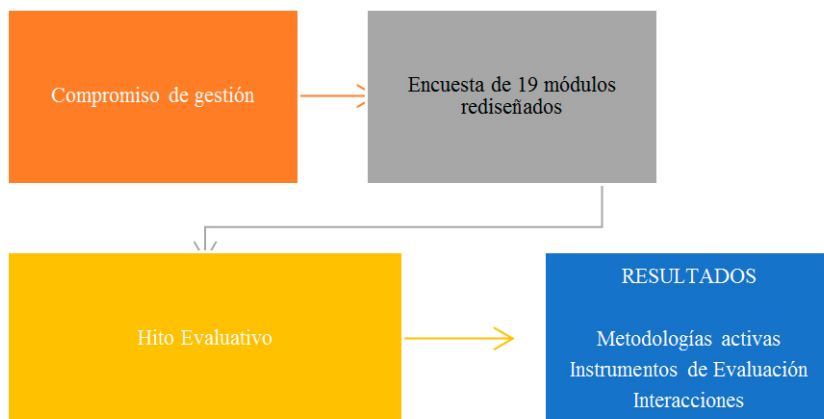 Compromiso de gestión
Encuesta de 19 módulos
rediseñados
Hito Evaluativo
RESULTADOS
Metodologías activas
Instrumentos de Evaluación
Interacciones